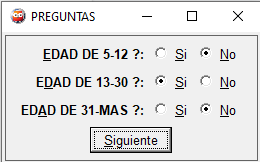 PREGUNTAS
EDAD DE 5-12 ?: Si No
EDAD DE 13-30 ?: Si No
EDAD DE 31-MAS ?: Si No
Siguiente